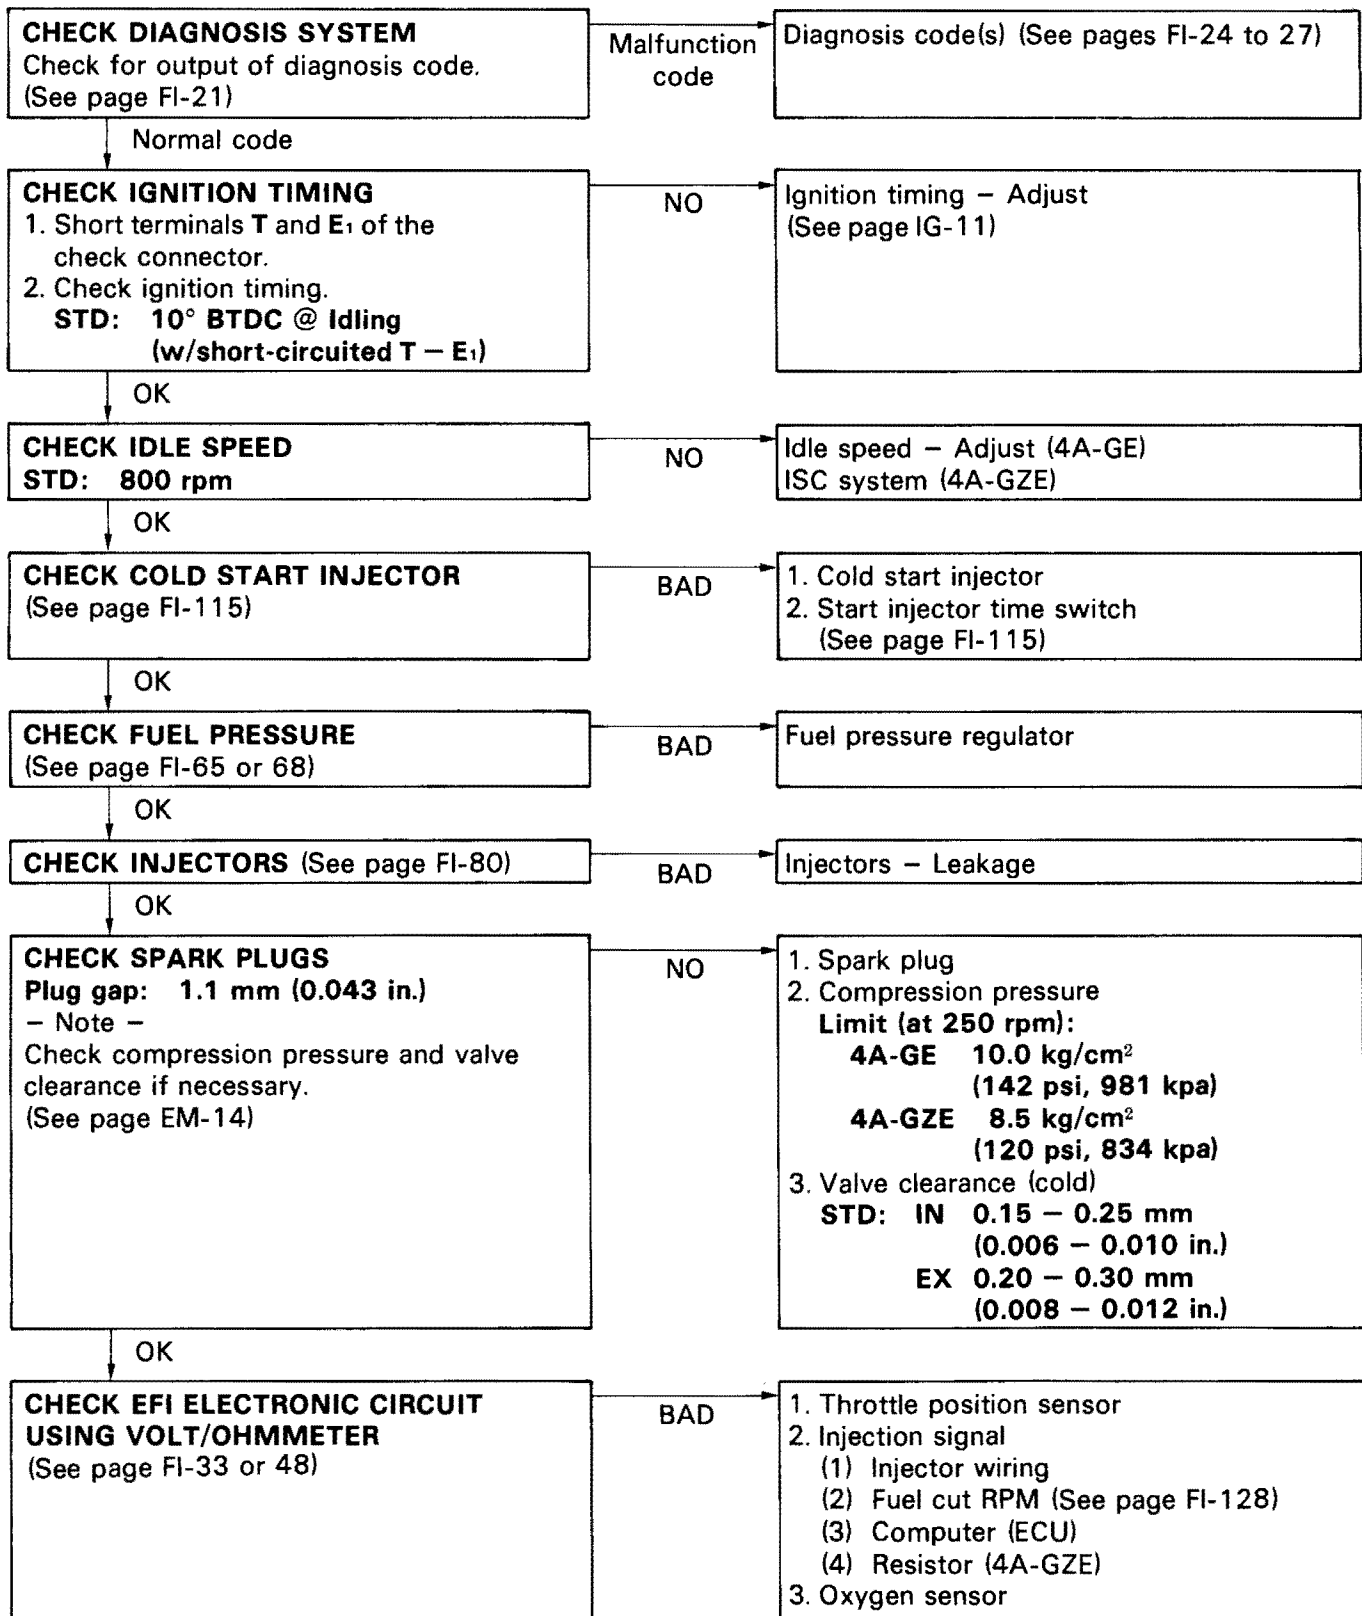 CHECK DIAGNOSIS SYSTEM
Check for output of diagnosis code.
(See page FI-21)
Malfunction
code
Diagnosis code(s) (See pages FI-24 to 27)
Normal code
CHECK IGNITION TIMING
1. Short terminals T and E₁ of the
check connector.
2. Check ignition timing.
STD: 10° BTDC @ Idling
(w/short-circuited T – E₁)
NO
Ignition timing – Adjust
(See page IG-11)
OK
CHECK IDLE SPEED
STD: 800 rpm
NO
Idle speed – Adjust (4A-GE)
ISC system (4A-GZE)
OK
CHECK COLD START INJECTOR
(See page FI-115)
BAD
1. Cold start injector
2. Start injector time switch
(See page FI-115)
OK
CHECK FUEL PRESSURE
(See page FI-65 or 68)
BAD
Fuel pressure regulator
OK
CHECK INJECTORS (See page FI-80)
BAD
Injectors – Leakage
OK
CHECK SPARK PLUGS
Plug gap: 1.1 mm (0.043 in.)
– Note –
Check compression pressure and valve
clearance if necessary.
(See page EM-14)
NO
1. Spark plug
2. Compression pressure
Limit (at 250 rpm):
4A-GE 10.0 kg/cm²
(142 psi, 981 kpa)
4A-GZE 8.5 kg/cm²
(120 psi, 834 kpa)
3. Valve clearance (cold)
STD: IN 0.15 – 0.25 mm
(0.006 – 0.010 in.)
EX 0.20 – 0.30 mm
(0.008 – 0.012 in.)
OK
CHECK EFI ELECTRONIC CIRCUIT
USING VOLT/OHMMETER
(See page FI-33 or 48)
BAD
1. Throttle position sensor
2. Injection signal
(1) Injector wiring
(2) Fuel cut RPM (See page FI-128)
(3) Computer (ECU)
(4) Resistor (4A-GZE)
3. Oxygen sensor